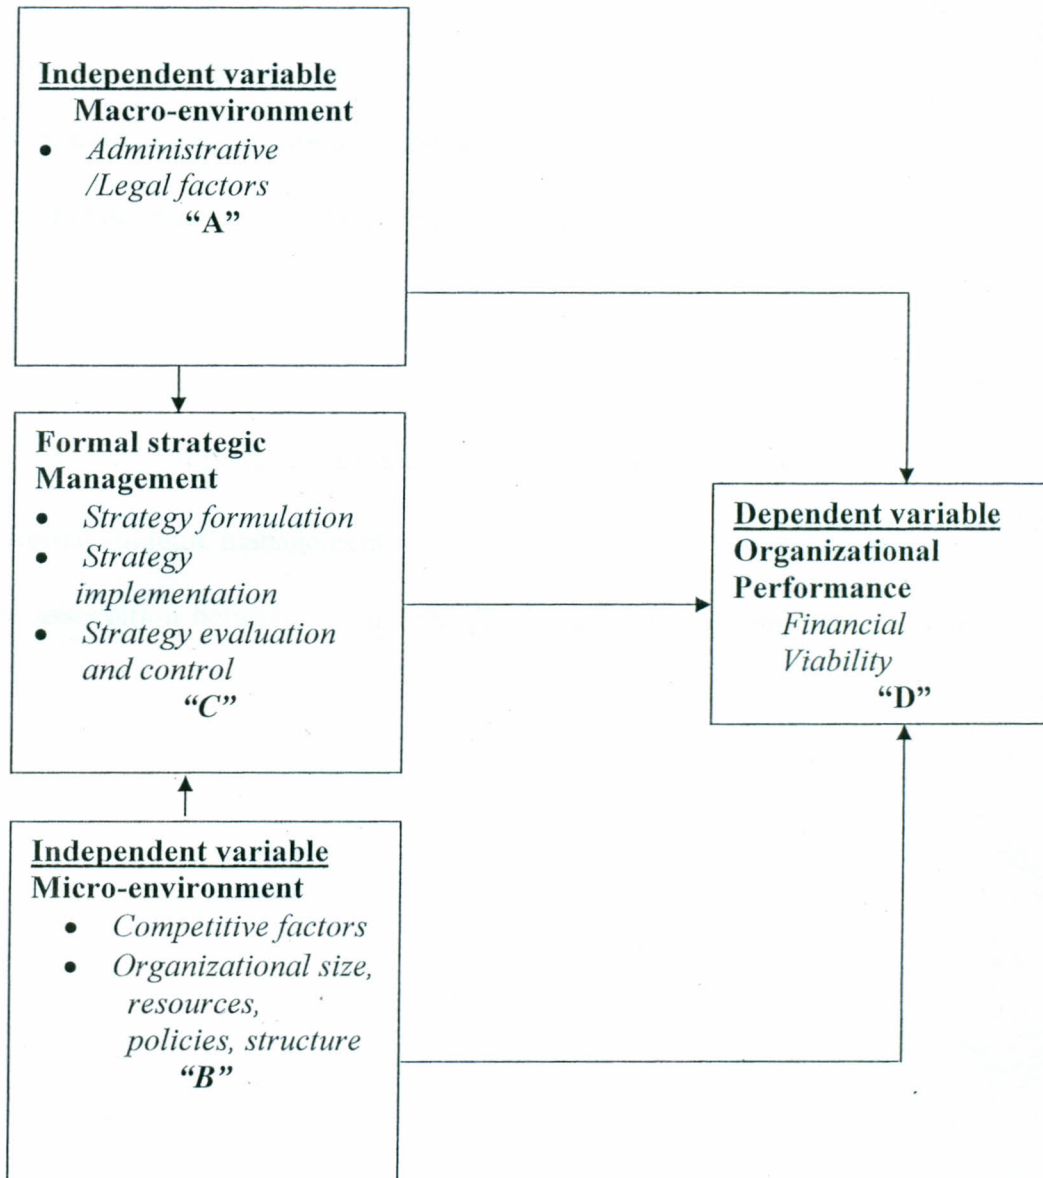 Independent variable
Macro-environment
• Administrative
/Legal factors
“A”
Formal strategic
Management
• Strategy formulation
• Strategy
implementation
• Strategy evaluation
and control
“C”
Dependent variable
Organizational
Performance
Financial
Viability
“D”
Independent variable
Micro-environment
• Competitive factors
• Organizational size,
resources,
policies, structure
“B”